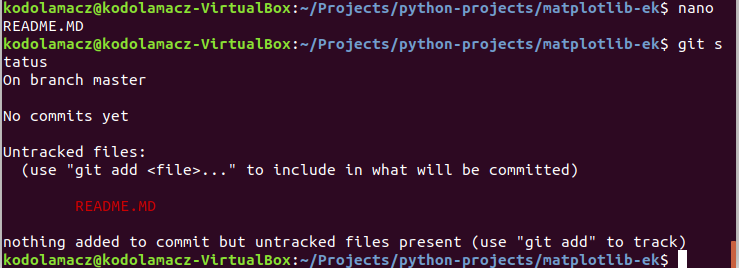 kodolamacz@kodolamacz-VirtualBox:~/Projects/python-projects/matplotlib-ek$ nano
README.MD
kodolamacz@kodolamacz-VirtualBox:~/Projects/python-projects/matplotlib-ek$ git s
tatus
On branch master
No commits yet
Untracked files:
(use "git add <file>..." to include in what will be committed)
README.MD
nothing added to commit but untracked files present (use "git add" to track)
kodolamacz@kodolamacz-VirtualBox:~/Projects/python-projects/matplotlib-ek$